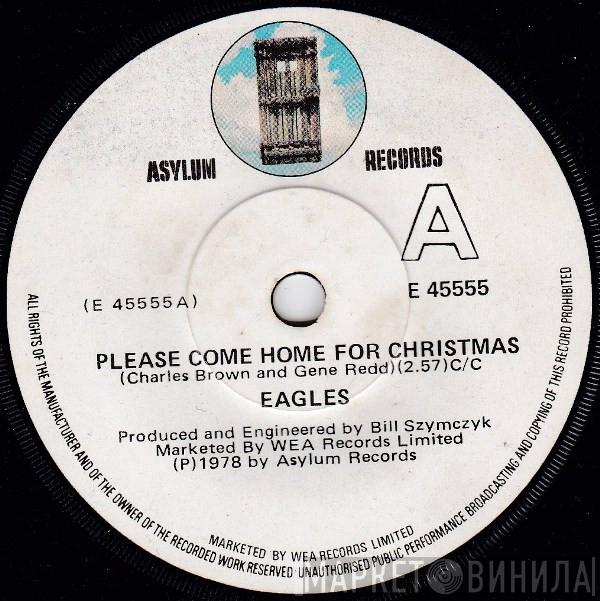 ASYLUM RECORDS
A
(E 45555A)
E 45555
PLEASE COME HOME FOR CHRISTMAS
(Charles Brown and Gene Redd)(2.57)C/C
EAGLES
Produced and Engineered by Bill Szymczyk
Marketed By WEA Records Limited
(P)1978 by Asylum Records
MARKETED BY WEA RECORDS LIMITED
ALL RIGHTS OF THE MANUFACTURER AND OF THE OWNER OF THE RECORDED WORK RESERVED UNAUTHORISED PUBLIC PERFORMANCE BROADCASTING AND COPYING OF THIS RECORD PROHIBITED
МАРКЕТ ВИНИЛА